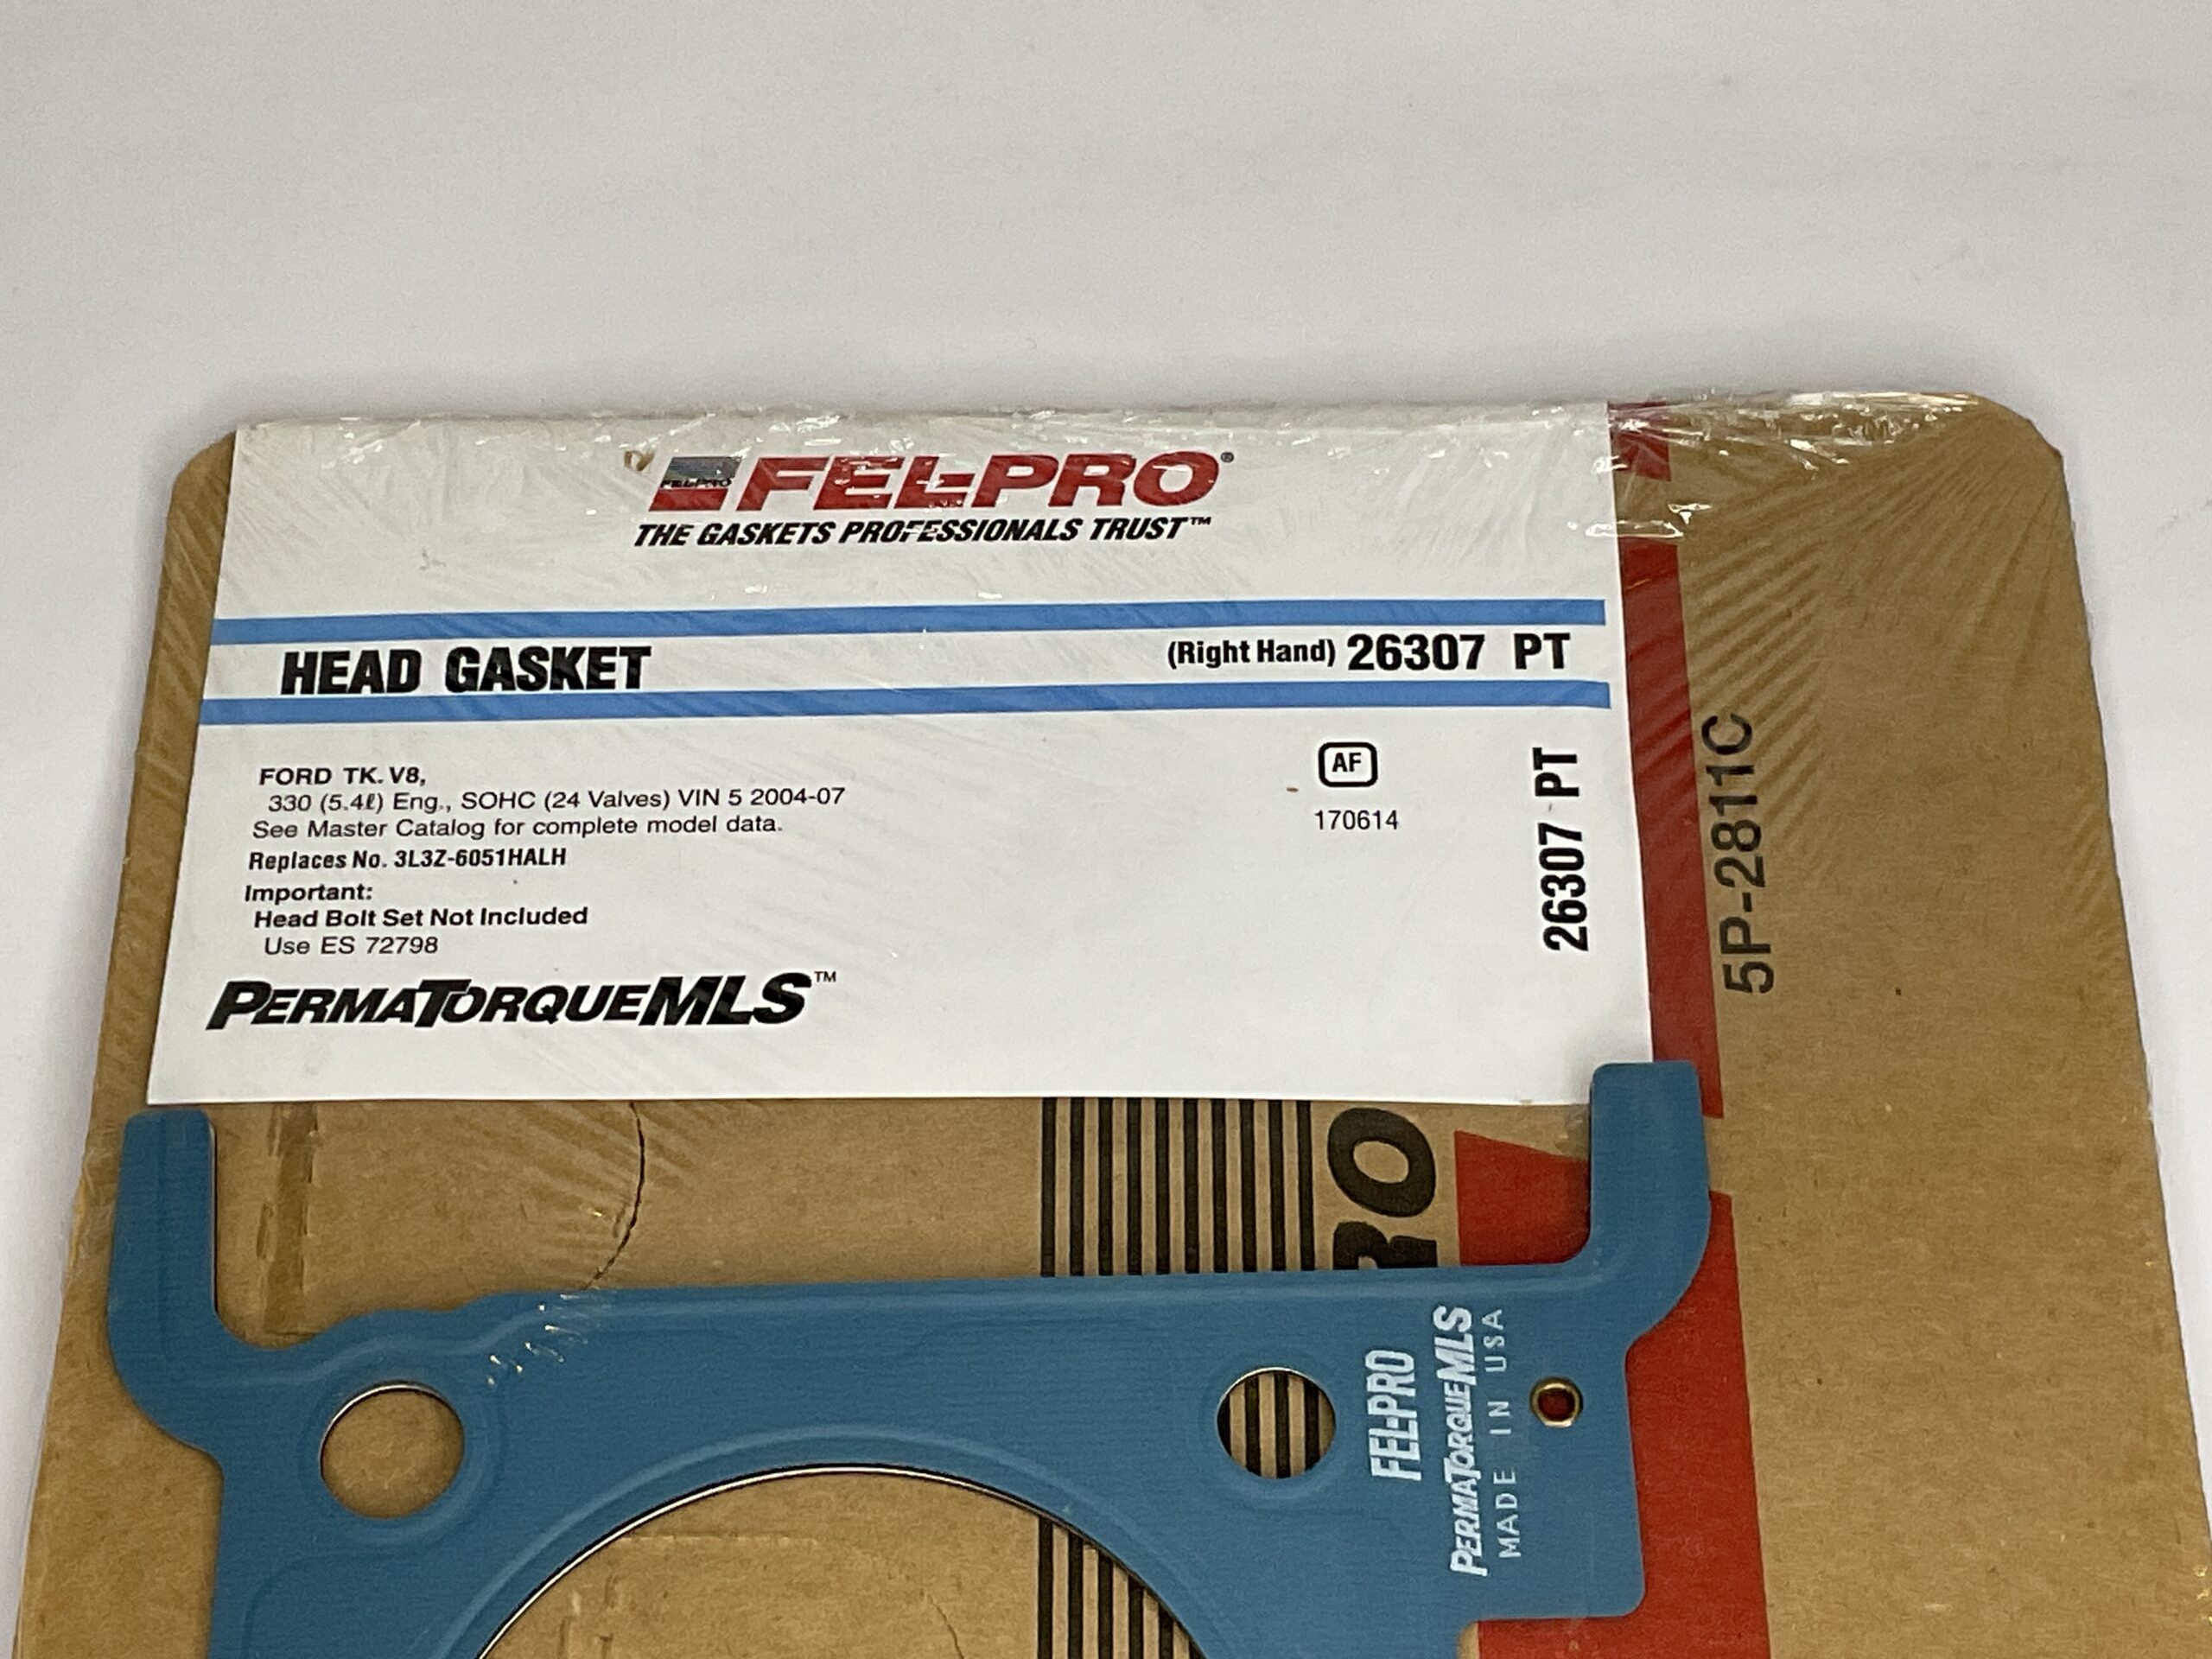 FEL-PRO
FEL-PRO®
THE GASKETS PROFESSIONALS TRUST™
HEAD GASKET
(Right Hand) 26307 PT
FORD TK. V8,
330 (5.4ℓ) Eng., SOHC (24 Valves) VIN 5 2004-07
See Master Catalog for complete model data.
Replaces No. 3L3Z-6051HALH
Important:
Head Bolt Set Not Included
Use ES 72798
PERMATORQUEMLS™
AF
170614
26307 PT
5P-2811C
RO
FEL-PRO
PERMATORQUEMLS
MADE IN USA